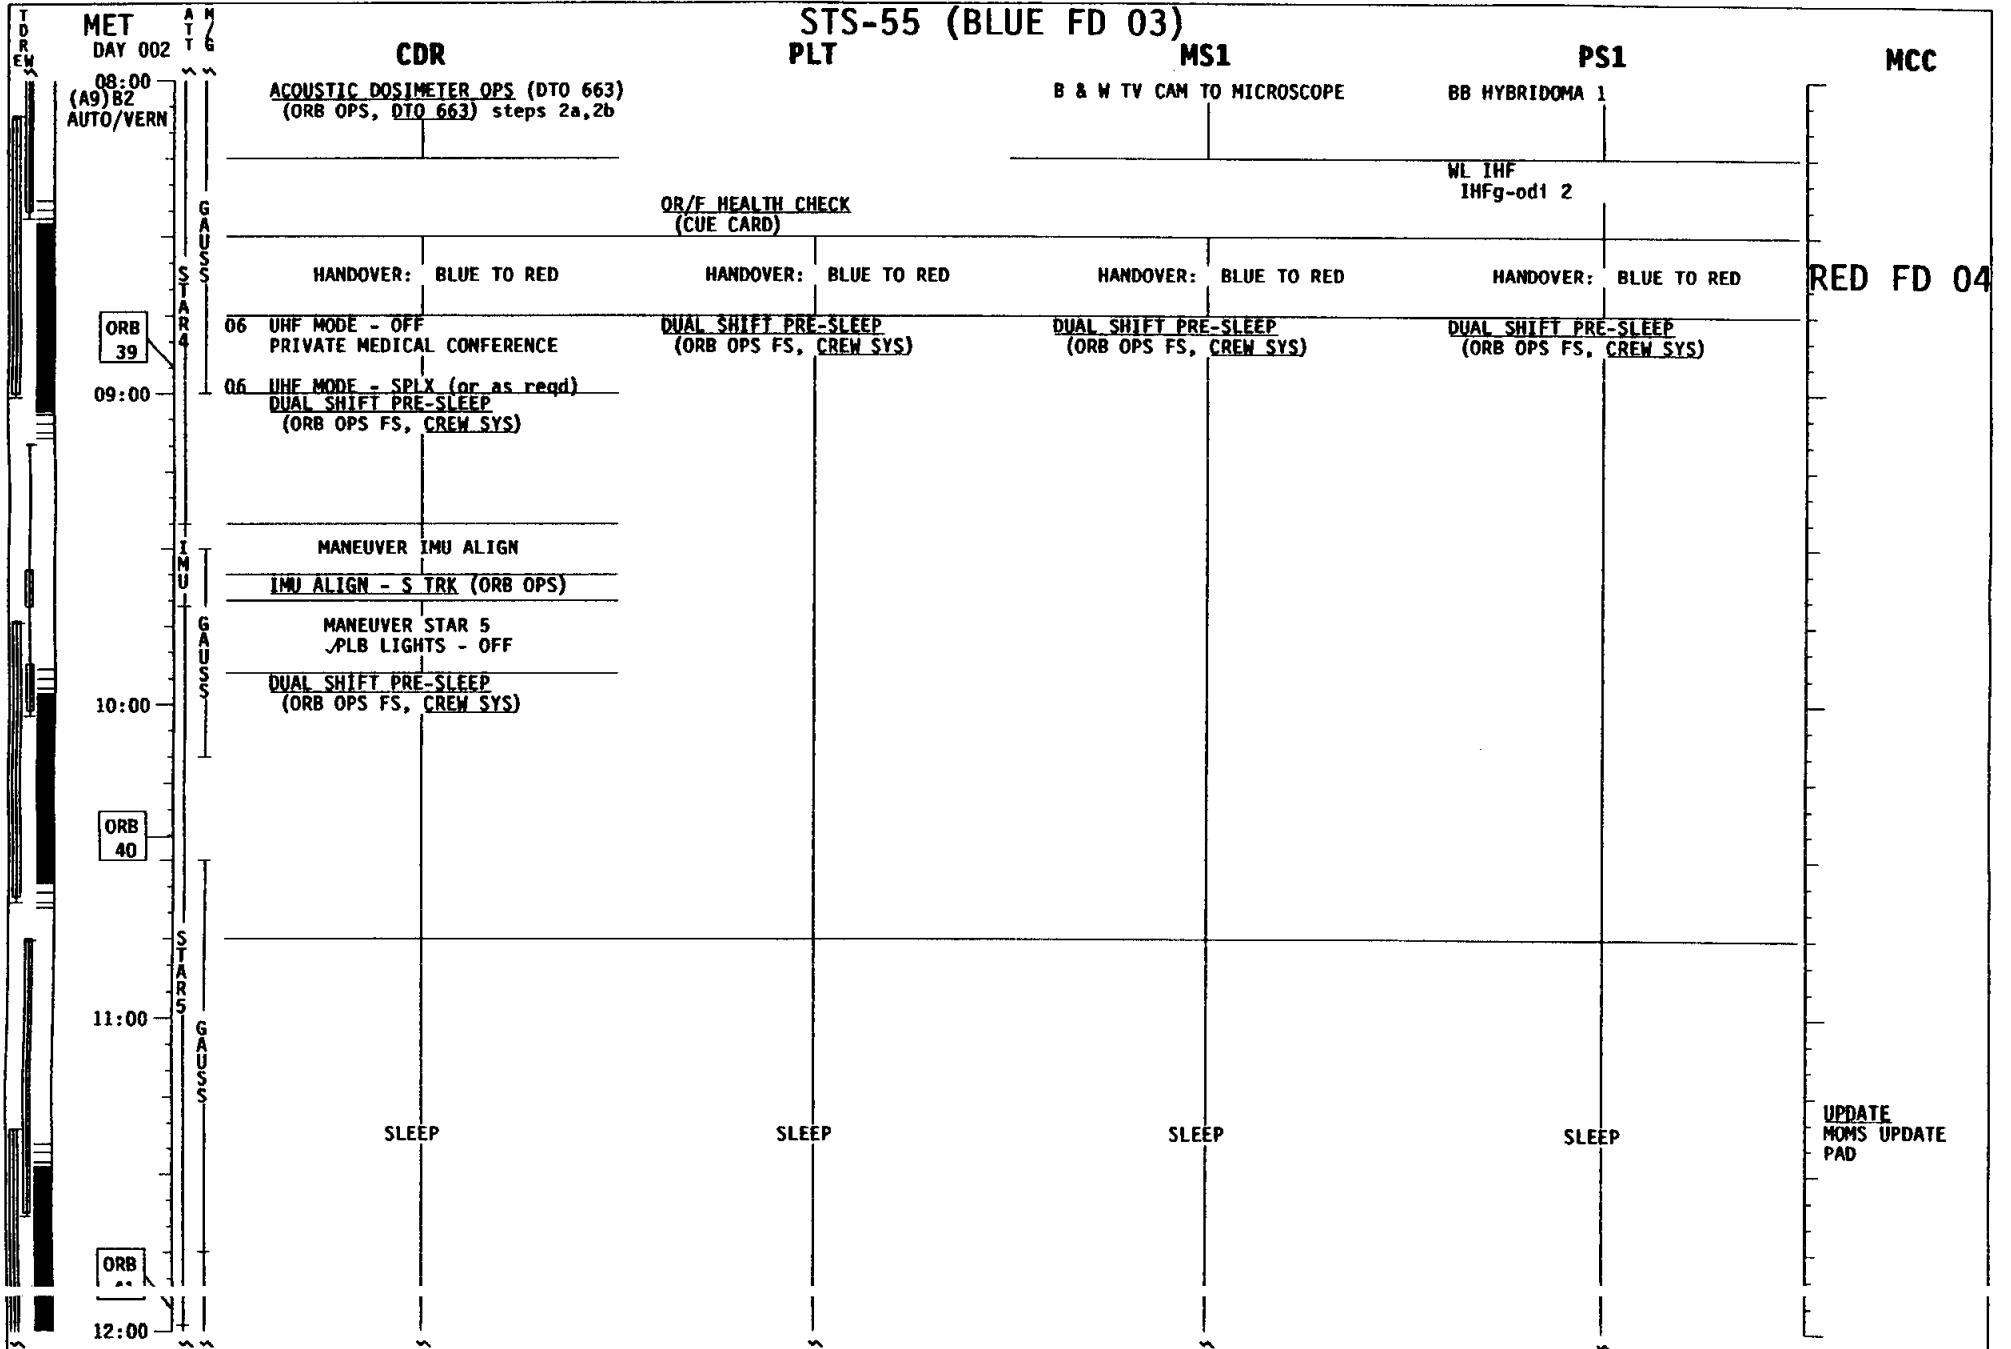 STS-55 (BLUE FD 03)
TDRE W
MET
DAY 002
ATT
M/G
CDR
PLT
MS1
PS1
MCC
08:00
(A9)B2
AUTO/VERN
ACOUSTIC DOSIMETER OPS (DTO 663)
(ORB OPS, DTO 663) steps 2a,2b
B & W TV CAM TO MICROSCOPE
BB HYBRIDOMA 1
WL IHF
IHFg-odi 2
OR/F HEALTH CHECK
(CUE CARD)
GAUSS
STAR4
HANDOVER: BLUE TO RED
HANDOVER: BLUE TO RED
HANDOVER: BLUE TO RED
HANDOVER: BLUE TO RED
RED FD 04
ORB
39
06 UHF MODE - OFF
PRIVATE MEDICAL CONFERENCE
DUAL SHIFT PRE-SLEEP
(ORB OPS FS, CREW SYS)
DUAL SHIFT PRE-SLEEP
(ORB OPS FS, CREW SYS)
DUAL SHIFT PRE-SLEEP
(ORB OPS FS, CREW SYS)
09:00
06 UHF MODE - SPLX (or as reqd)
DUAL SHIFT PRE-SLEEP
(ORB OPS FS, CREW SYS)
IMU
MANEUVER IMU ALIGN
IMU ALIGN - S TRK (ORB OPS)
GAUSS
MANEUVER STAR 5
✓PLB LIGHTS - OFF
DUAL SHIFT PRE-SLEEP
(ORB OPS FS, CREW SYS)
10:00
ORB
40
STAR5
11:00
GAUSS
SLEEP
SLEEP
SLEEP
SLEEP
UPDATE
MOMS UPDATE
PAD
ORB
12:00